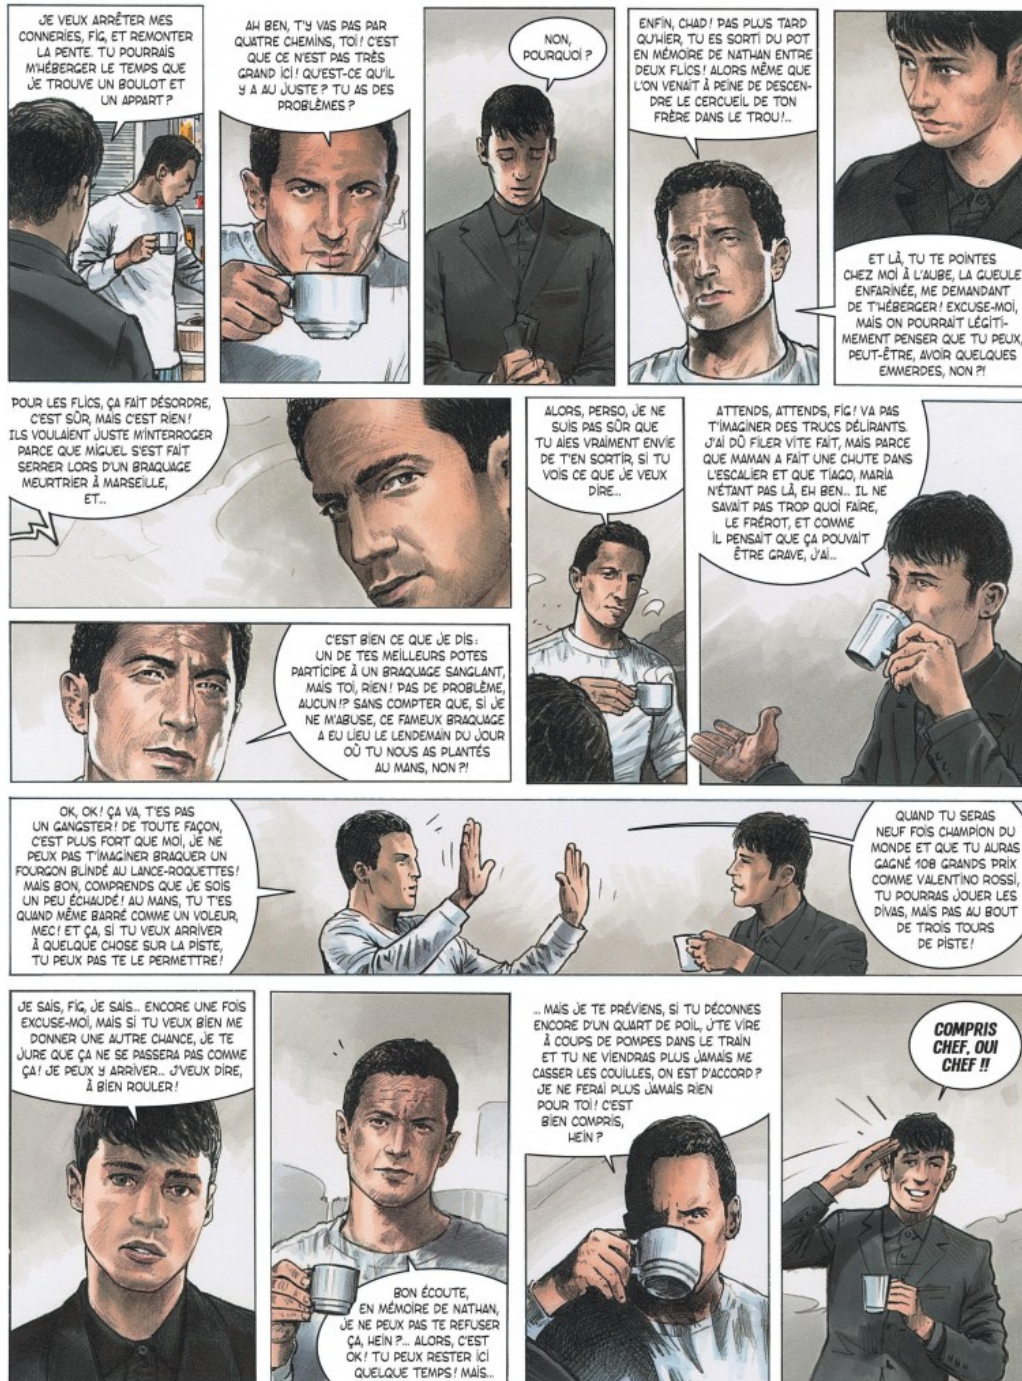 JE VEUX ARRÊTER MES
CONNERIES, FIG, ET REMONTER
LA PENTE. TU POURRAIS
M'HÉBERGER LE TEMPS QUE
JE TROUVE UN BOULOT ET
UN APPART ?
AH BEN, T'Y VAS PAS PAR
QUATRE CHEMINS, TOI ! C'EST
QUE CE N'EST PAS TRÈS
GRAND ICI ! QU'EST-CE QU'IL
Y A AU JUSTE ? TU AS DES
PROBLÈMES ?
NON,
POURQUOI ?
ENFIN, CHAD ! PAS PLUS TARD
QU'HIER, TU ES SORTI DU POT
EN MÉMOIRE DE NATHAN ENTRE
DEUX FLICS ! ALORS MÊME QUE
L'ON VENAIT À PEINE DE DESCEN-
DRE LE CERCUEIL DE TON
FRÈRE DANS LE TROU !..
ET LÀ, TU TE POINTES
CHEZ MOI À L'AUBE, LA GUEULE
ENFARINÉE, ME DEMANDANT
DE T'HÉBERGER ! EXCUSE-MOI,
MAIS ON POURRAIT LÉGITI-
MEMENT PENSER QUE TU PEUX,
PEUT-ÊTRE, AVOIR QUELQUES
EMMERDES, NON ?!
POUR LES FLICS, ÇA FAIT DÉSORDRE,
C'EST SÛR, MAIS C'EST RIEN !
ILS VOULAIENT JUSTE M'INTERROGER
PARCE QUE MIGUEL S'EST FAIT
SERRER LORS D'UN BRAQUAGE
MEURTRIER À MARSEILLE,
ET...
C'EST BIEN CE QUE JE DIS :
UN DE TES MEILLEURS POTES
PARTICIPE À UN BRAQUAGE SANGLANT,
MAIS TOI, RIEN ! PAS DE PROBLÈME,
AUCUN !? SANS COMPTER QUE, SI JE
NE M'ABUSE, CE FAMEUX BRAQUAGE
A EU LIEU LE LENDEMAIN DU JOUR
OÙ TU NOUS AS PLANTÉS
AU MANS, NON ?!
ALORS, PERSO, JE NE
SUIS PAS SÛR QUE
TU AIES VRAIMENT ENVIE
DE T'EN SORTIR, SI TU
VOIS CE QUE JE VEUX
DIRE...
ATTENDS, ATTENDS, FIG ! VA PAS
T'IMAGINER DES TRUCS DÉLIRANTS.
J'AI DÛ FILER VITE FAIT, MAIS PARCE
QUE MAMAN A FAIT UNE CHUTE DANS
L'ESCALIER ET QUE TIAGO, MARIA
N'ÉTANT PAS LÀ, EH BEN... IL NE
SAVAIT PAS TROP QUOI FAIRE,
LE FRÉROT, ET COMME
IL PENSAIT QUE ÇA POUVAIT
ÊTRE GRAVE, J'AI...
OK, OK ! ÇA VA, T'ES PAS
UN GANGSTER ! DE TOUTE FAÇON,
C'EST PLUS FORT QUE MOI, JE NE
PEUX PAS T'IMAGINER BRAQUER UN
FOURGON BLINDÉ AU LANCE-ROQUETTES !
MAIS BON, COMPRENDS QUE JE SOIS
UN PEU ÉCHAUDÉ ! AU MANS, TU T'ES
QUAND MÊME BARRÉ COMME UN VOLEUR,
MEC ! ET ÇA, SI TU VEUX ARRIVER
À QUELQUE CHOSE SUR LA PISTE,
TU PEUX PAS TE LE PERMETTRE !
QUAND TU SERAS
NEUF FOIS CHAMPION DU
MONDE ET QUE TU AURAS
GAGNÉ 108 GRANDS PRIX
COMME VALENTINO ROSSI,
TU POURRAS JOUER LES
DIVAS, MAIS PAS AU BOUT
DE TROIS TOURS
DE PISTE !
JE SAIS, FIG, JE SAIS... ENCORE UNE FOIS
EXCUSE-MOI, MAIS SI TU VEUX BIEN ME
DONNER UNE AUTRE CHANCE, JE TE
JURE QUE ÇA NE SE PASSERA PAS COMME
ÇA ! JE PEUX Y ARRIVER... J'VEUX DIRE,
À BIEN ROULER !
BON ÉCOUTE,
EN MÉMOIRE DE NATHAN,
JE NE PEUX PAS TE REFUSER
ÇA, HEIN ?... ALORS, C'EST
OK ! TU PEUX RESTER ICI
QUELQUE TEMPS ! MAIS...
... MAIS JE TE PRÉVIENS, SI TU DÉCONNES
ENCORE D'UN QUART DE POIL, J'TE VIRE
À COUPS DE POMPES DANS LE TRAIN
ET TU NE VIENDRAS PLUS JAMAIS ME
CASSER LES COUILLES, ON EST D'ACCORD ?
JE NE FERAI PLUS JAMAIS RIEN
POUR TOI ! C'EST
BIEN COMPRIS,
HEIN ?
COMPRIS
CHEF, OUI
CHEF !!